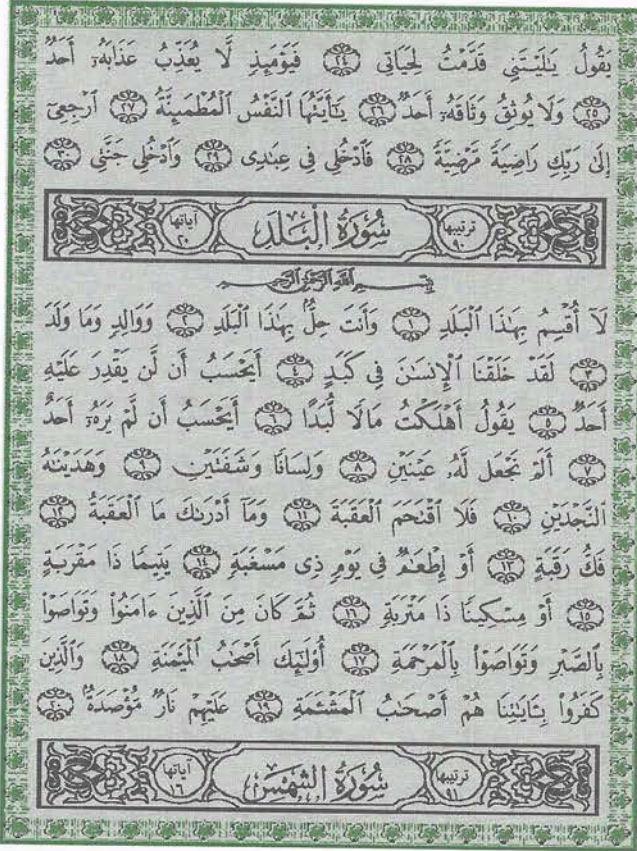 يَقُولُ يَٰلَيْتَنِى قَدَّمْتُ لِحَيَاتِى ٢٤ فَيَوْمَئِذٍ لَّا يُعَذِّبُ عَذَابَهُۥٓ أَحَدٌ
٢٥ وَلَا يُوثِقُ وَثَاقَهُۥٓ أَحَدٌ ٢٦ يَٰٓأَيَّتُهَا ٱلنَّفْسُ ٱلْمُطْمَئِنَّةُ ٢٧ ٱرْجِعِىٓ
إِلَىٰ رَبِّكِ رَاضِيَةً مَّرْضِيَّةً ٢٨ فَٱدْخُلِى فِى عِبَٰدِى ٢٩ وَٱدْخُلِى جَنَّتِى ٣٠
ترتيبها ٩٠ سُورَةُ الْبَلَدِ آياتها ٢٠
بِسْمِ ٱللَّهِ ٱلرَّحْمَٰنِ ٱلرَّحِيمِ
لَآ أُقْسِمُ بِهَٰذَا ٱلْبَلَدِ ١ وَأَنتَ حِلٌّۢ بِهَٰذَا ٱلْبَلَدِ ٢ وَوَالِدٍ وَمَا وَلَدَ
٣ لَقَدْ خَلَقْنَا ٱلْإِنسَٰنَ فِى كَبَدٍ ٤ أَيَحْسَبُ أَن لَّن يَقْدِرَ عَلَيْهِ
أَحَدٌ ٥ يَقُولُ أَهْلَكْتُ مَالًا لُّبَدًا ٦ أَيَحْسَبُ أَن لَّمْ يَرَهُۥٓ أَحَدٌ
٧ أَلَمْ نَجْعَل لَّهُۥ عَيْنَيْنِ ٨ وَلِسَانًا وَشَفَتَيْنِ ٩ وَهَدَيْنَٰهُ
ٱلنَّجْدَيْنِ ١٠ فَلَا ٱقْتَحَمَ ٱلْعَقَبَةَ ١١ وَمَآ أَدْرَىٰكَ مَا ٱلْعَقَبَةُ ١٢
فَكُّ رَقَبَةٍ ١٣ أَوْ إِطْعَٰمٌ فِى يَوْمٍ ذِى مَسْغَبَةٍ ١٤ يَتِيمًا ذَا مَقْرَبَةٍ
١٥ أَوْ مِسْكِينًا ذَا مَتْرَبَةٍ ١٦ ثُمَّ كَانَ مِنَ ٱلَّذِينَ ءَامَنُوا۟ وَتَوَاصَوْا۟
بِٱلصَّبْرِ وَتَوَاصَوْا۟ بِٱلْمَرْحَمَةِ ١٧ أُو۟لَٰٓئِكَ أَصْحَٰبُ ٱلْمَيْمَنَةِ ١٨ وَٱلَّذِينَ
كَفَرُوا۟ بِـَٔايَٰتِنَا هُمْ أَصْحَٰبُ ٱلْمَشْـَٔمَةِ ١٩ عَلَيْهِمْ نَارٌ مُّؤْصَدَةٌۢ ٢٠
ترتيبها ٩١ سُورَةُ الشَّمْسِ آياتها ١٦